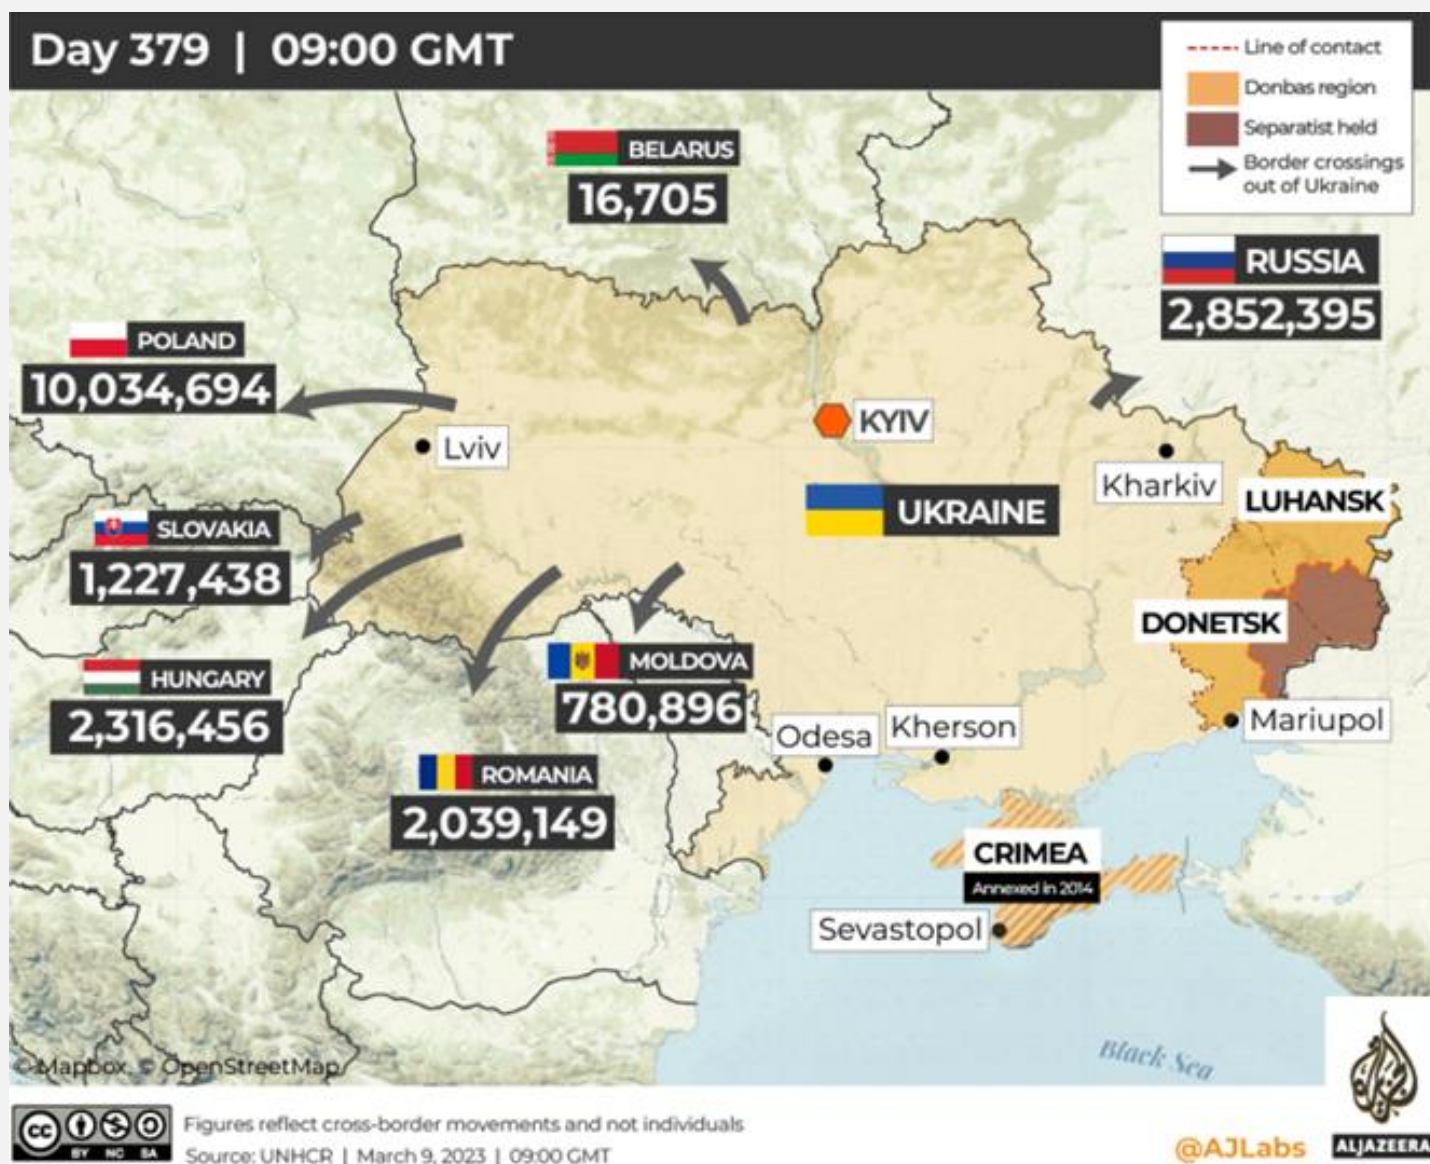 Day 379 | 09:00 GMT
Line of contact
Donbas region
Separatist held
Border crossings
out of Ukraine
BELARUS
16,705
RUSSIA
2,852,395
POLAND
10,034,694
Lviv
KYIV
Kharkiv
UKRAINE
LUHANSK
SLOVAKIA
1,227,438
DONETSK
HUNGARY
2,316,456
MOLDOVA
780,896
Mariupol
Odesa
Kherson
ROMANIA
2,039,149
CRIMEA
Annexed in 2014
Sevastopol
Black Sea
© Mapbox, © OpenStreetMap
cc BY NC SA
Figures reflect cross-border movements and not individuals
Source: UNHCR | March 9, 2023 | 09:00 GMT
@AJLabs
ALJAZEERA